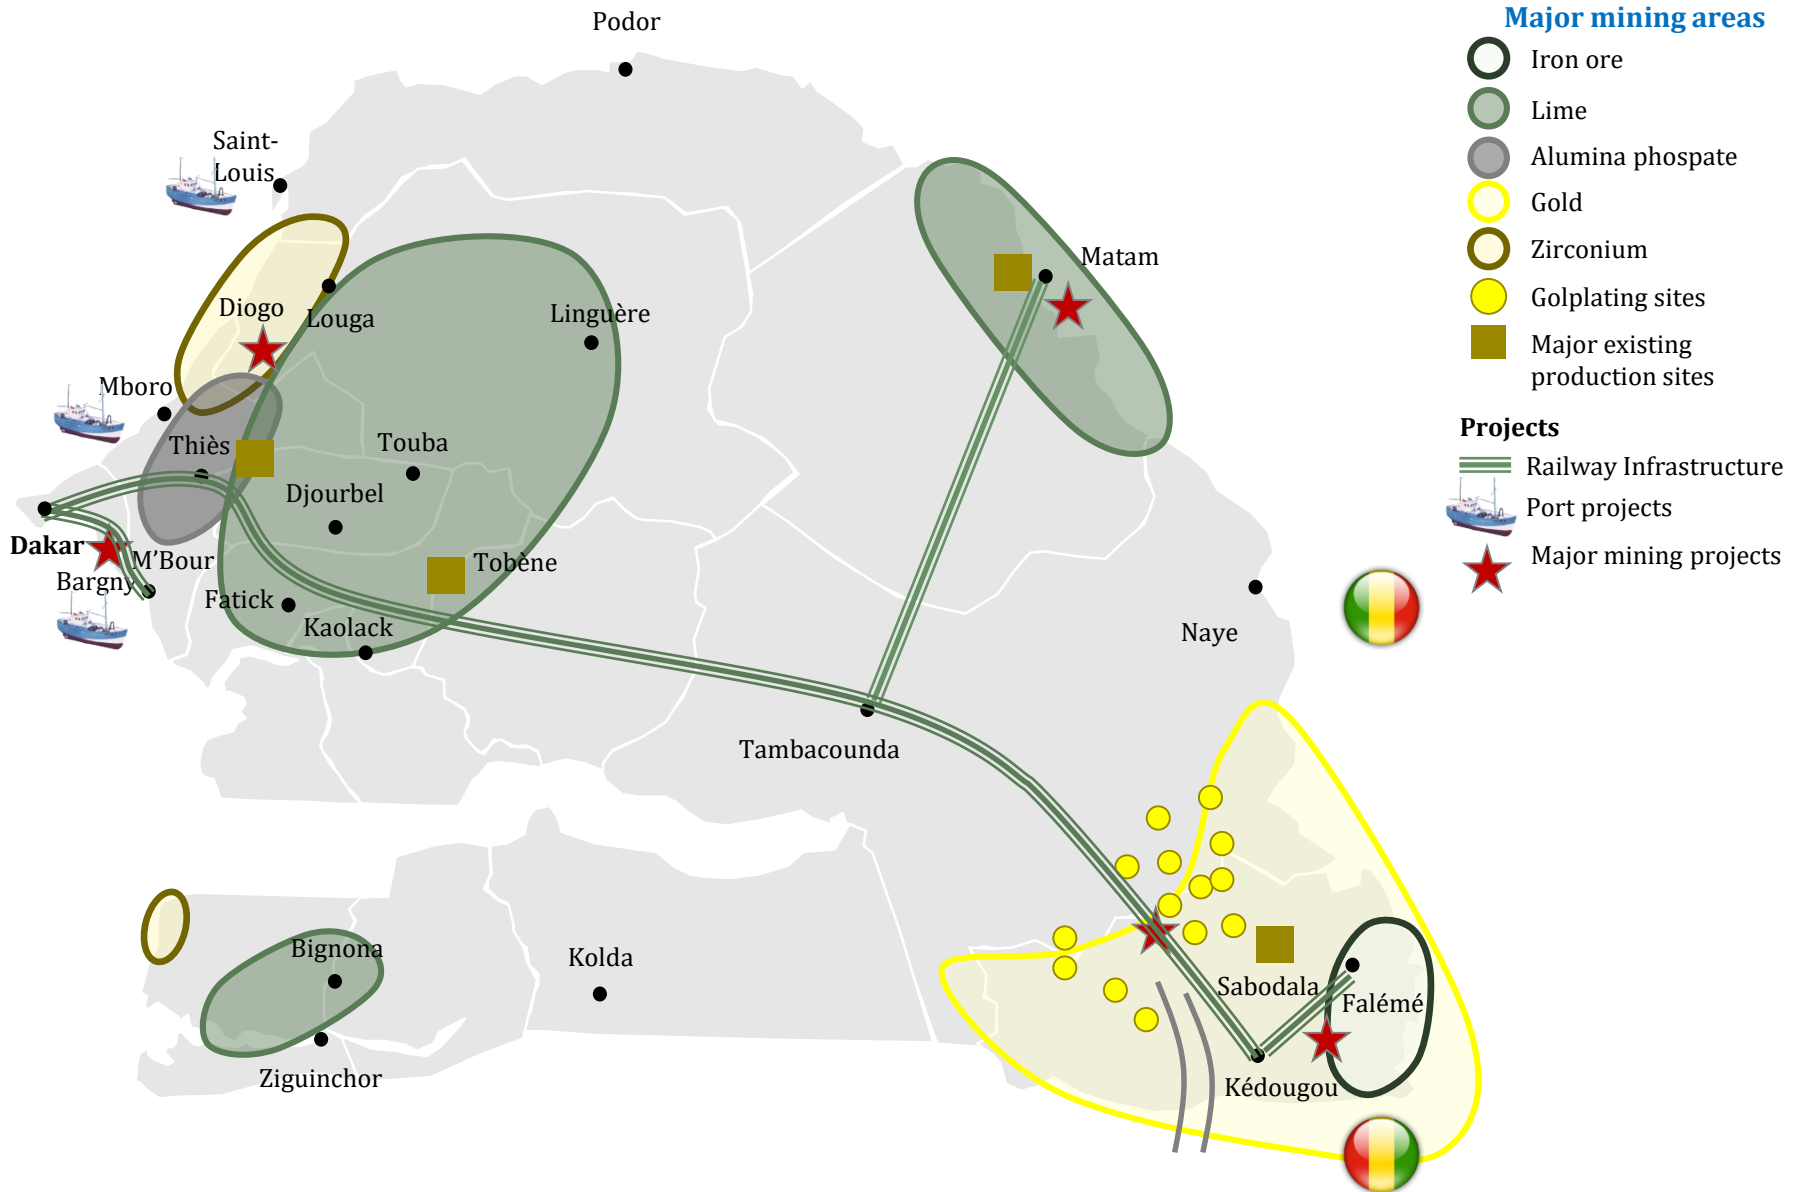 Major mining areas
Podor
Iron ore
Lime
Saint-
Louis
Alumina phospate
Gold
Zirconium
Matam
Diogo
Louga
Linguère
Golplating sites
Major existing
production sites
Mboro
Thiès
Touba
Projects
Djourbel
Railway Infrastructure
Port projects
Dakar
M'Bour
Bargny
Tobène
Major mining projects
Fatick
Kaolack
Naye
Tambacounda
Bignona
Kolda
Sabodala
Falémé
Ziguinchor
Kédougou